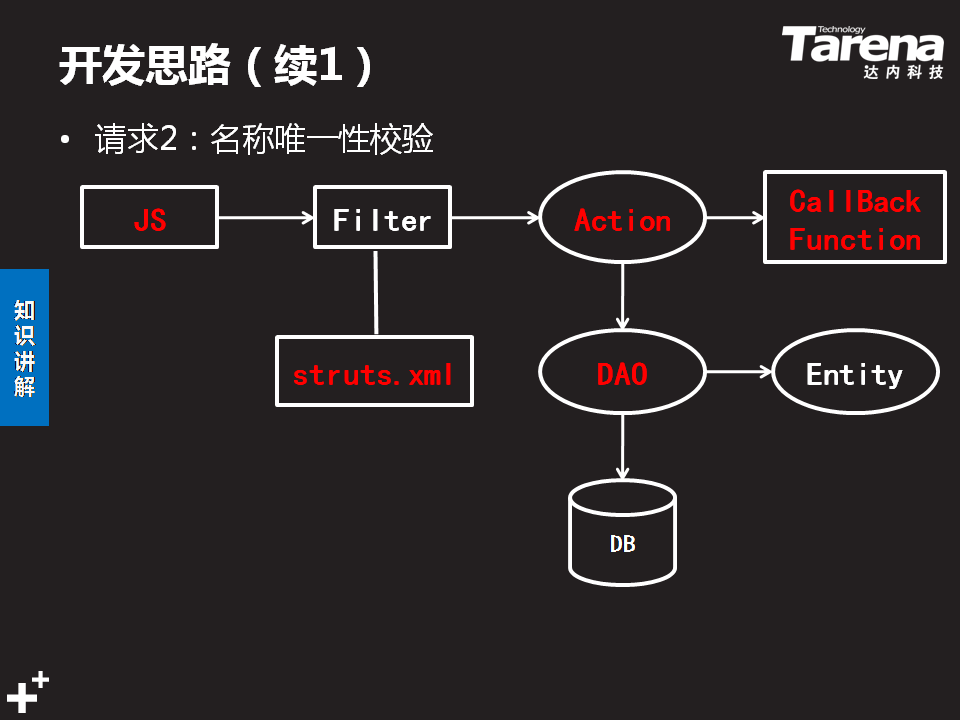 开发思路（续1）
Technology
Tarena
达内科技
• 请求2：名称唯一性校验
JS
Filter
Action
CallBack
Function
struts.xml
DAO
Entity
DB
知识讲解